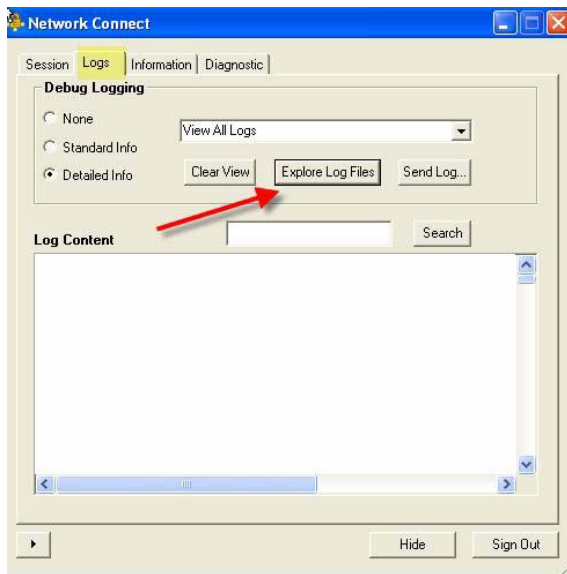 Network Connect
Session Logs Information Diagnostic
Debug Logging
None
View All Logs
Standard Info
Detailed Info
Clear View Explore Log Files Send Log...
Log Content
Search
Hide Sign Out